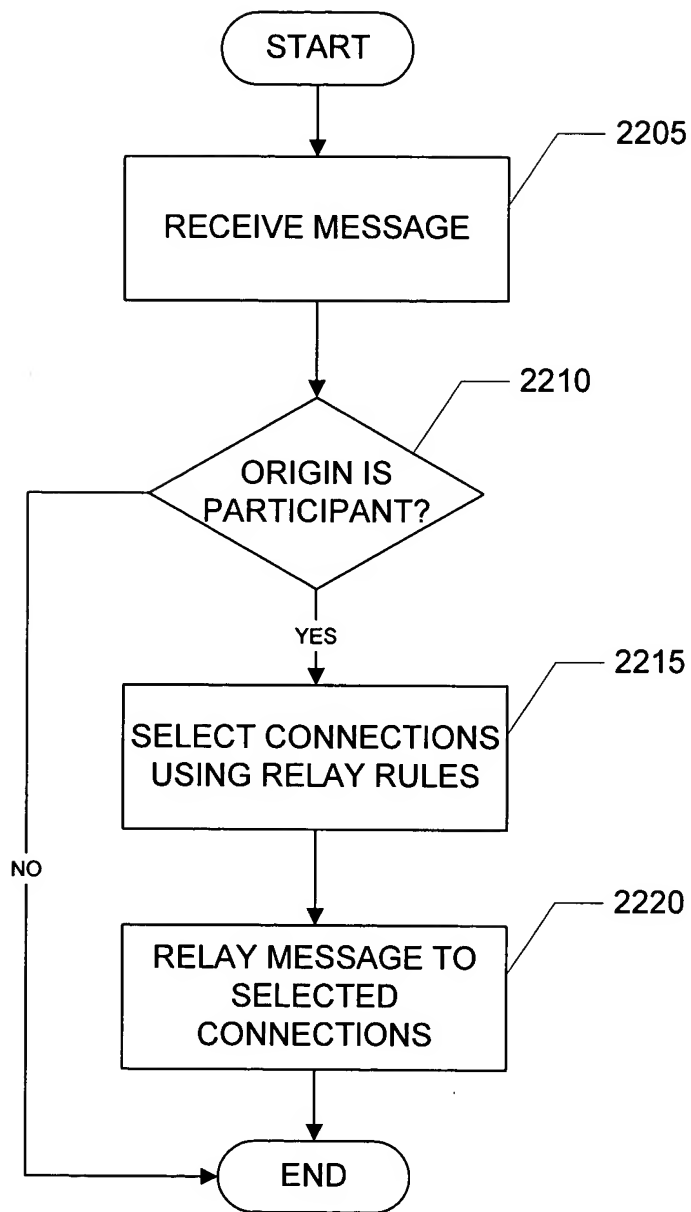 START
2205
RECEIVE MESSAGE
2210
ORIGIN IS
PARTICIPANT?
YES
2215
SELECT CONNECTIONS
USING RELAY RULES
NO
2220
RELAY MESSAGE TO
SELECTED
CONNECTIONS
END